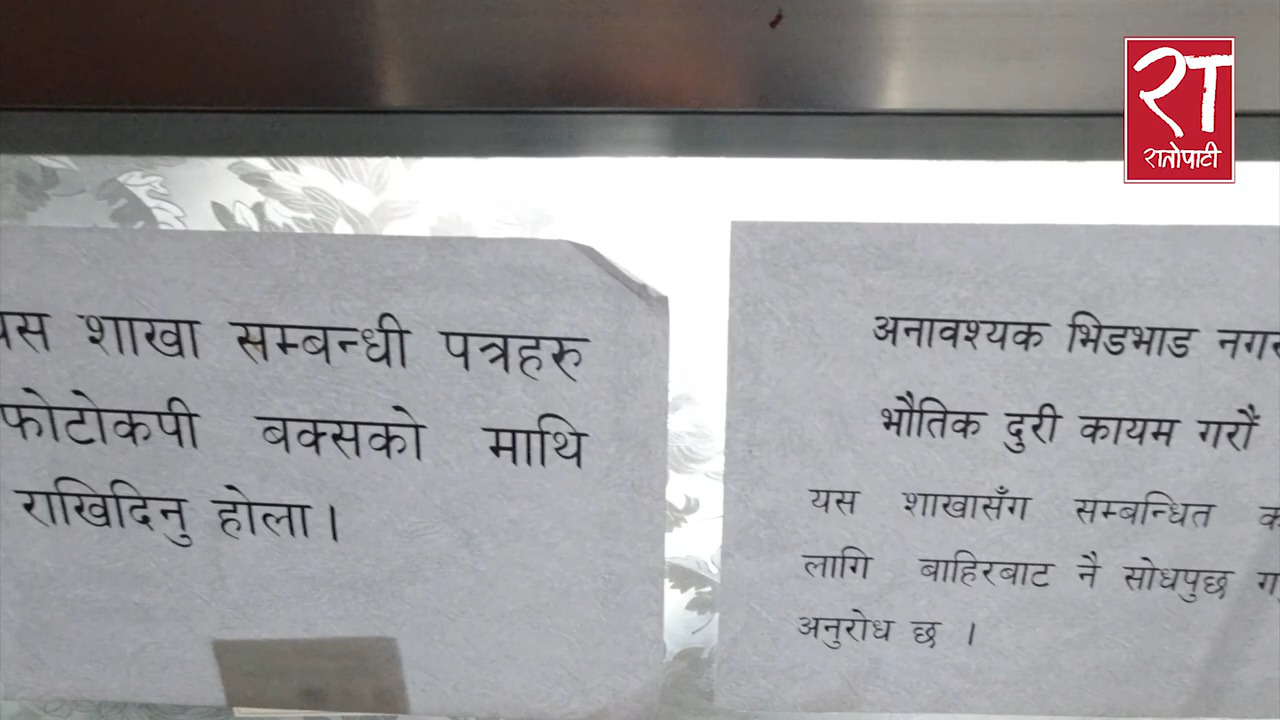 यस शाखा सम्बन्धी पत्रहरु
फोटोकपी बक्सको माथि
राखिदिनु होला।
अनावश्यक भिडभाड
भौतिक दुरी कायम गरौं
यस शाखासँग सम्बन्धित
लागि बाहिरबाट नै सोधपुछ
अनुरोध छ ।
रा
रातोपाटी